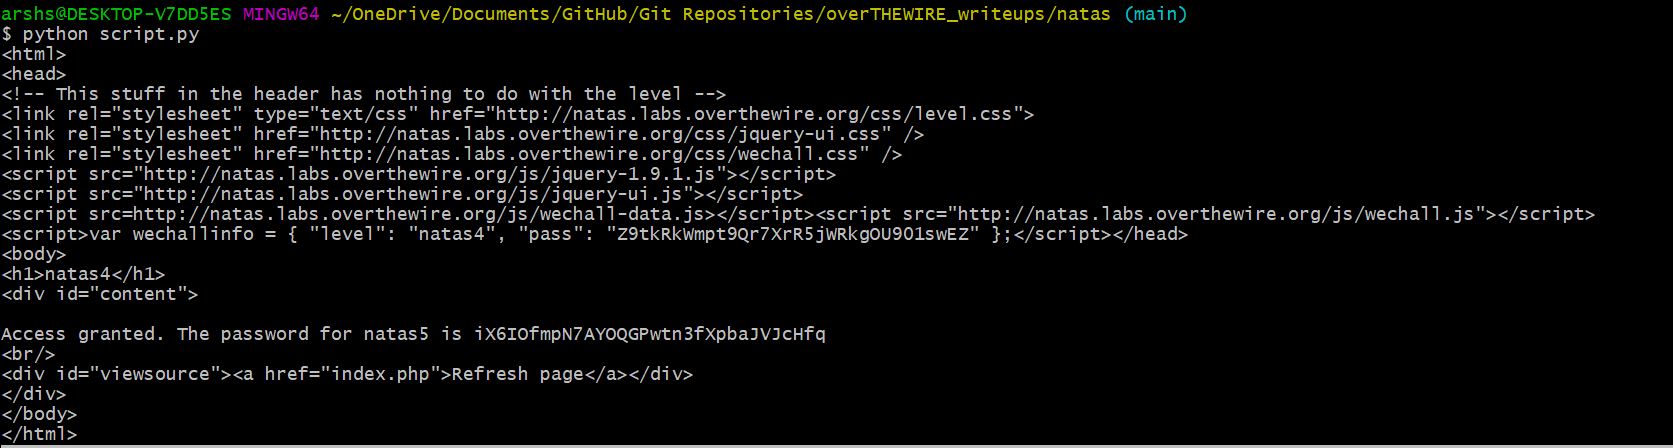 arshs@DESKTOP-V7DD5ES MINGW64 ~/OneDrive/Documents/GitHub/Git Repositories/overTHEWIRE_writeups/natas (main)
$ python script.py
<html>
<head>
<!-- This stuff in the header has nothing to do with the level -->
<link rel="stylesheet" type="text/css" href="http://natas.labs.overthewire.org/css/level.css">
<link rel="stylesheet" href="http://natas.labs.overthewire.org/css/jquery-ui.css" />
<link rel="stylesheet" href="http://natas.labs.overthewire.org/css/wechall.css" />
<script src="http://natas.labs.overthewire.org/js/jquery-1.9.1.js"></script>
<script src="http://natas.labs.overthewire.org/js/jquery-ui.js"></script>
<script src=http://natas.labs.overthewire.org/js/wechall-data.js></script><script src="http://natas.labs.overthewire.org/js/wechall.js"></script>
<script>var wechallinfo = { "level": "natas4", "pass": "Z9tkRkWmpt9Qr7XrR5jWRkgOU901swEZ" };</script></head>
<body>
<h1>natas4</h1>
<div id="content">

Access granted. The password for natas5 is iX6IOfmpN7AYOQGPwtn3fXpbaJVJcHfq
<br/>
<div id="viewsource"><a href="index.php">Refresh page</a></div>
</div>
</body>
</html>